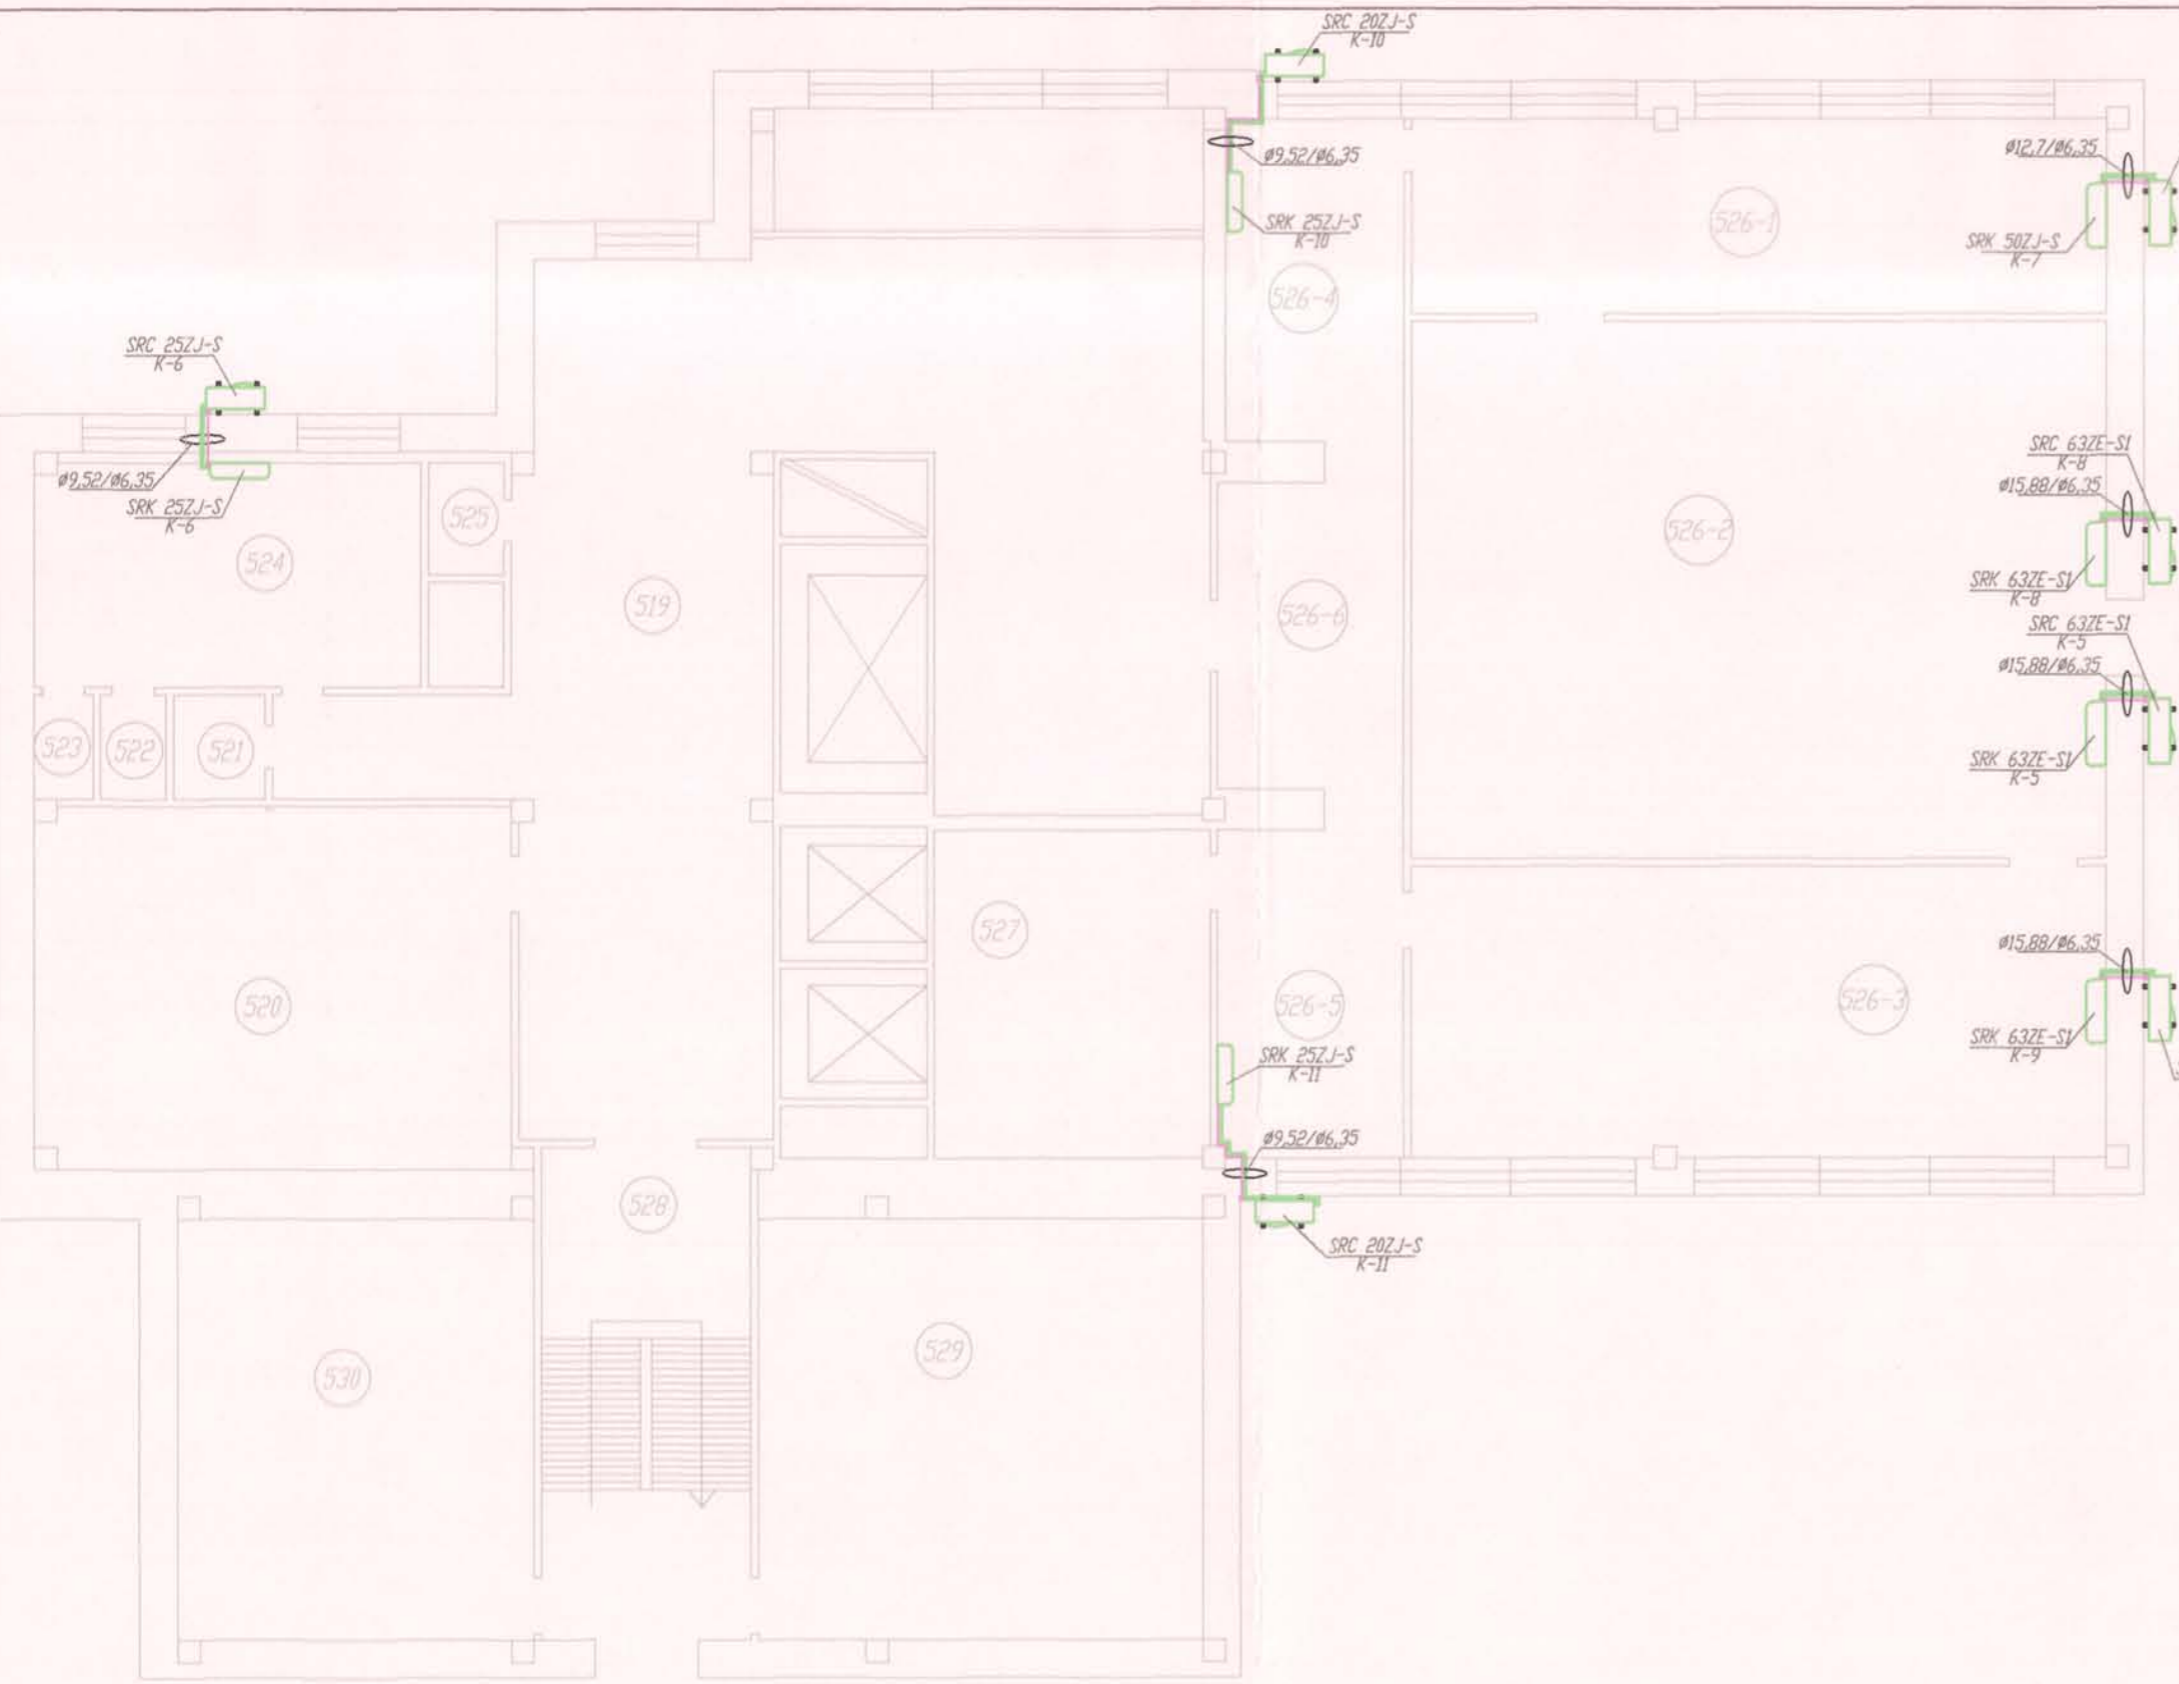 SRC 20ZJ-S
K-10
ø9,52/ø6,35
SRK 25ZJ-S
K-10
526-4
526-1
ø12,7/ø6,35
SRK 50ZJ-S
K-7
SRC 25ZJ-S
K-6
ø9,52/ø6,35
SRK 25ZJ-S
K-6
524
525
519
526-6
526-2
SRC 63ZE-S1
K-8
ø15,88/ø6,35
SRK 63ZE-S1
K-8
SRC 63ZE-S1
K-5
ø15,88/ø6,35
SRK 63ZE-S1
K-5
523
522
521
520
527
526-5
526-3
ø15,88/ø6,35
SRK 63ZE-S1
K-9
SRK 25ZJ-S
K-11
ø9,52/ø6,35
SRC 20ZJ-S
K-11
528
530
529